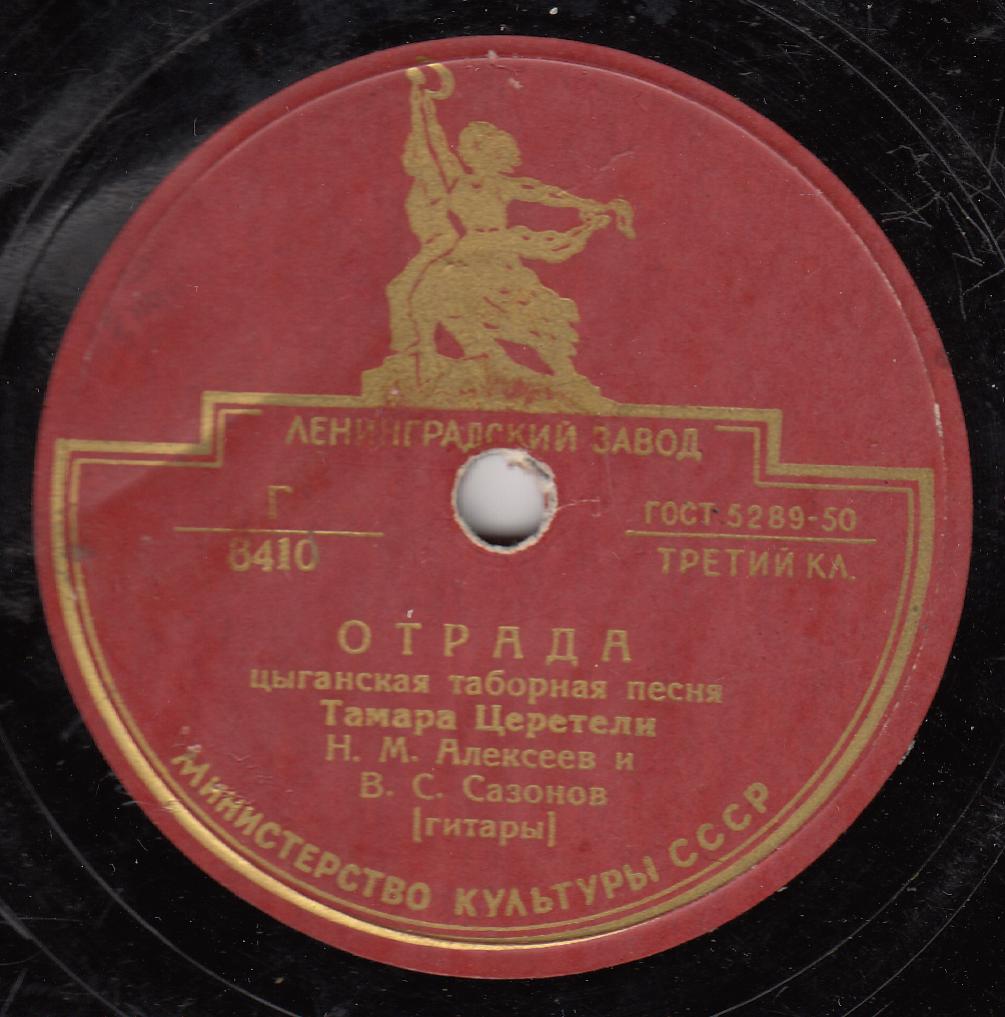 ЛЕНИНГРАДСКИЙ ЗАВОД
Г
8410
ГОСТ 5289-50
ТРЕТИЙ КЛ.
ОТРАДА
цыганская таборная песня
Тамара Церетели
Н. М. Алексеев и
В. С. Сазонов
[гитары]
МИНИСТЕРСТВО КУЛЬТУРЫ СССР